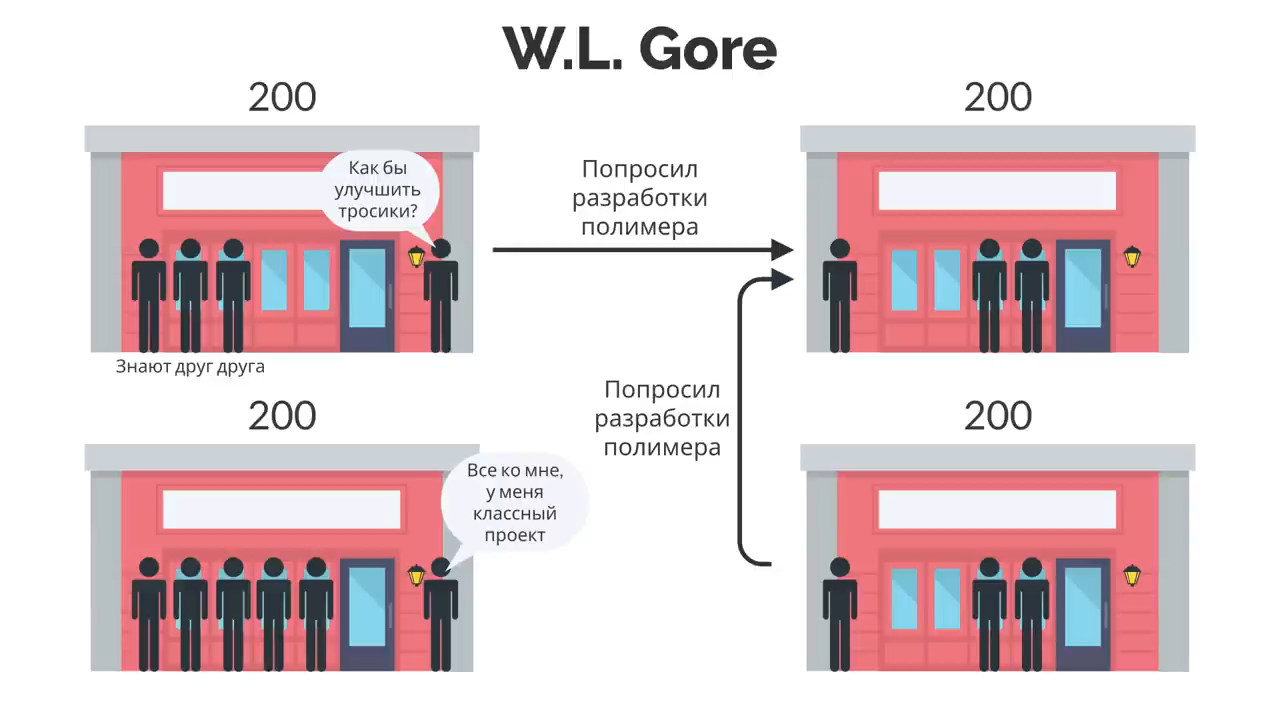 W.L. Gore
200
200
Как бы
улучшить
тросики?
Попросил
разработки
полимера
Знают друг друга
200
200
Попросил
разработки
полимера
Все ко мне,
у меня
классный
проект